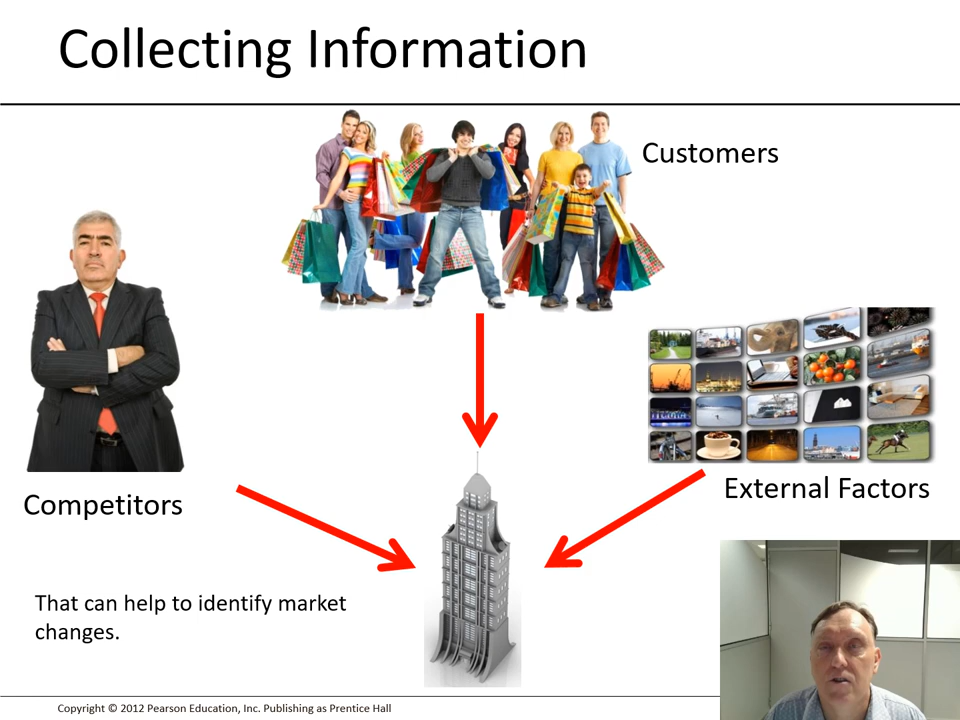 Collecting Information
Customers
Competitors
External Factors
That can help to identify market
changes.
Copyright © 2012 Pearson Education, Inc. Publishing as Prentice Hall